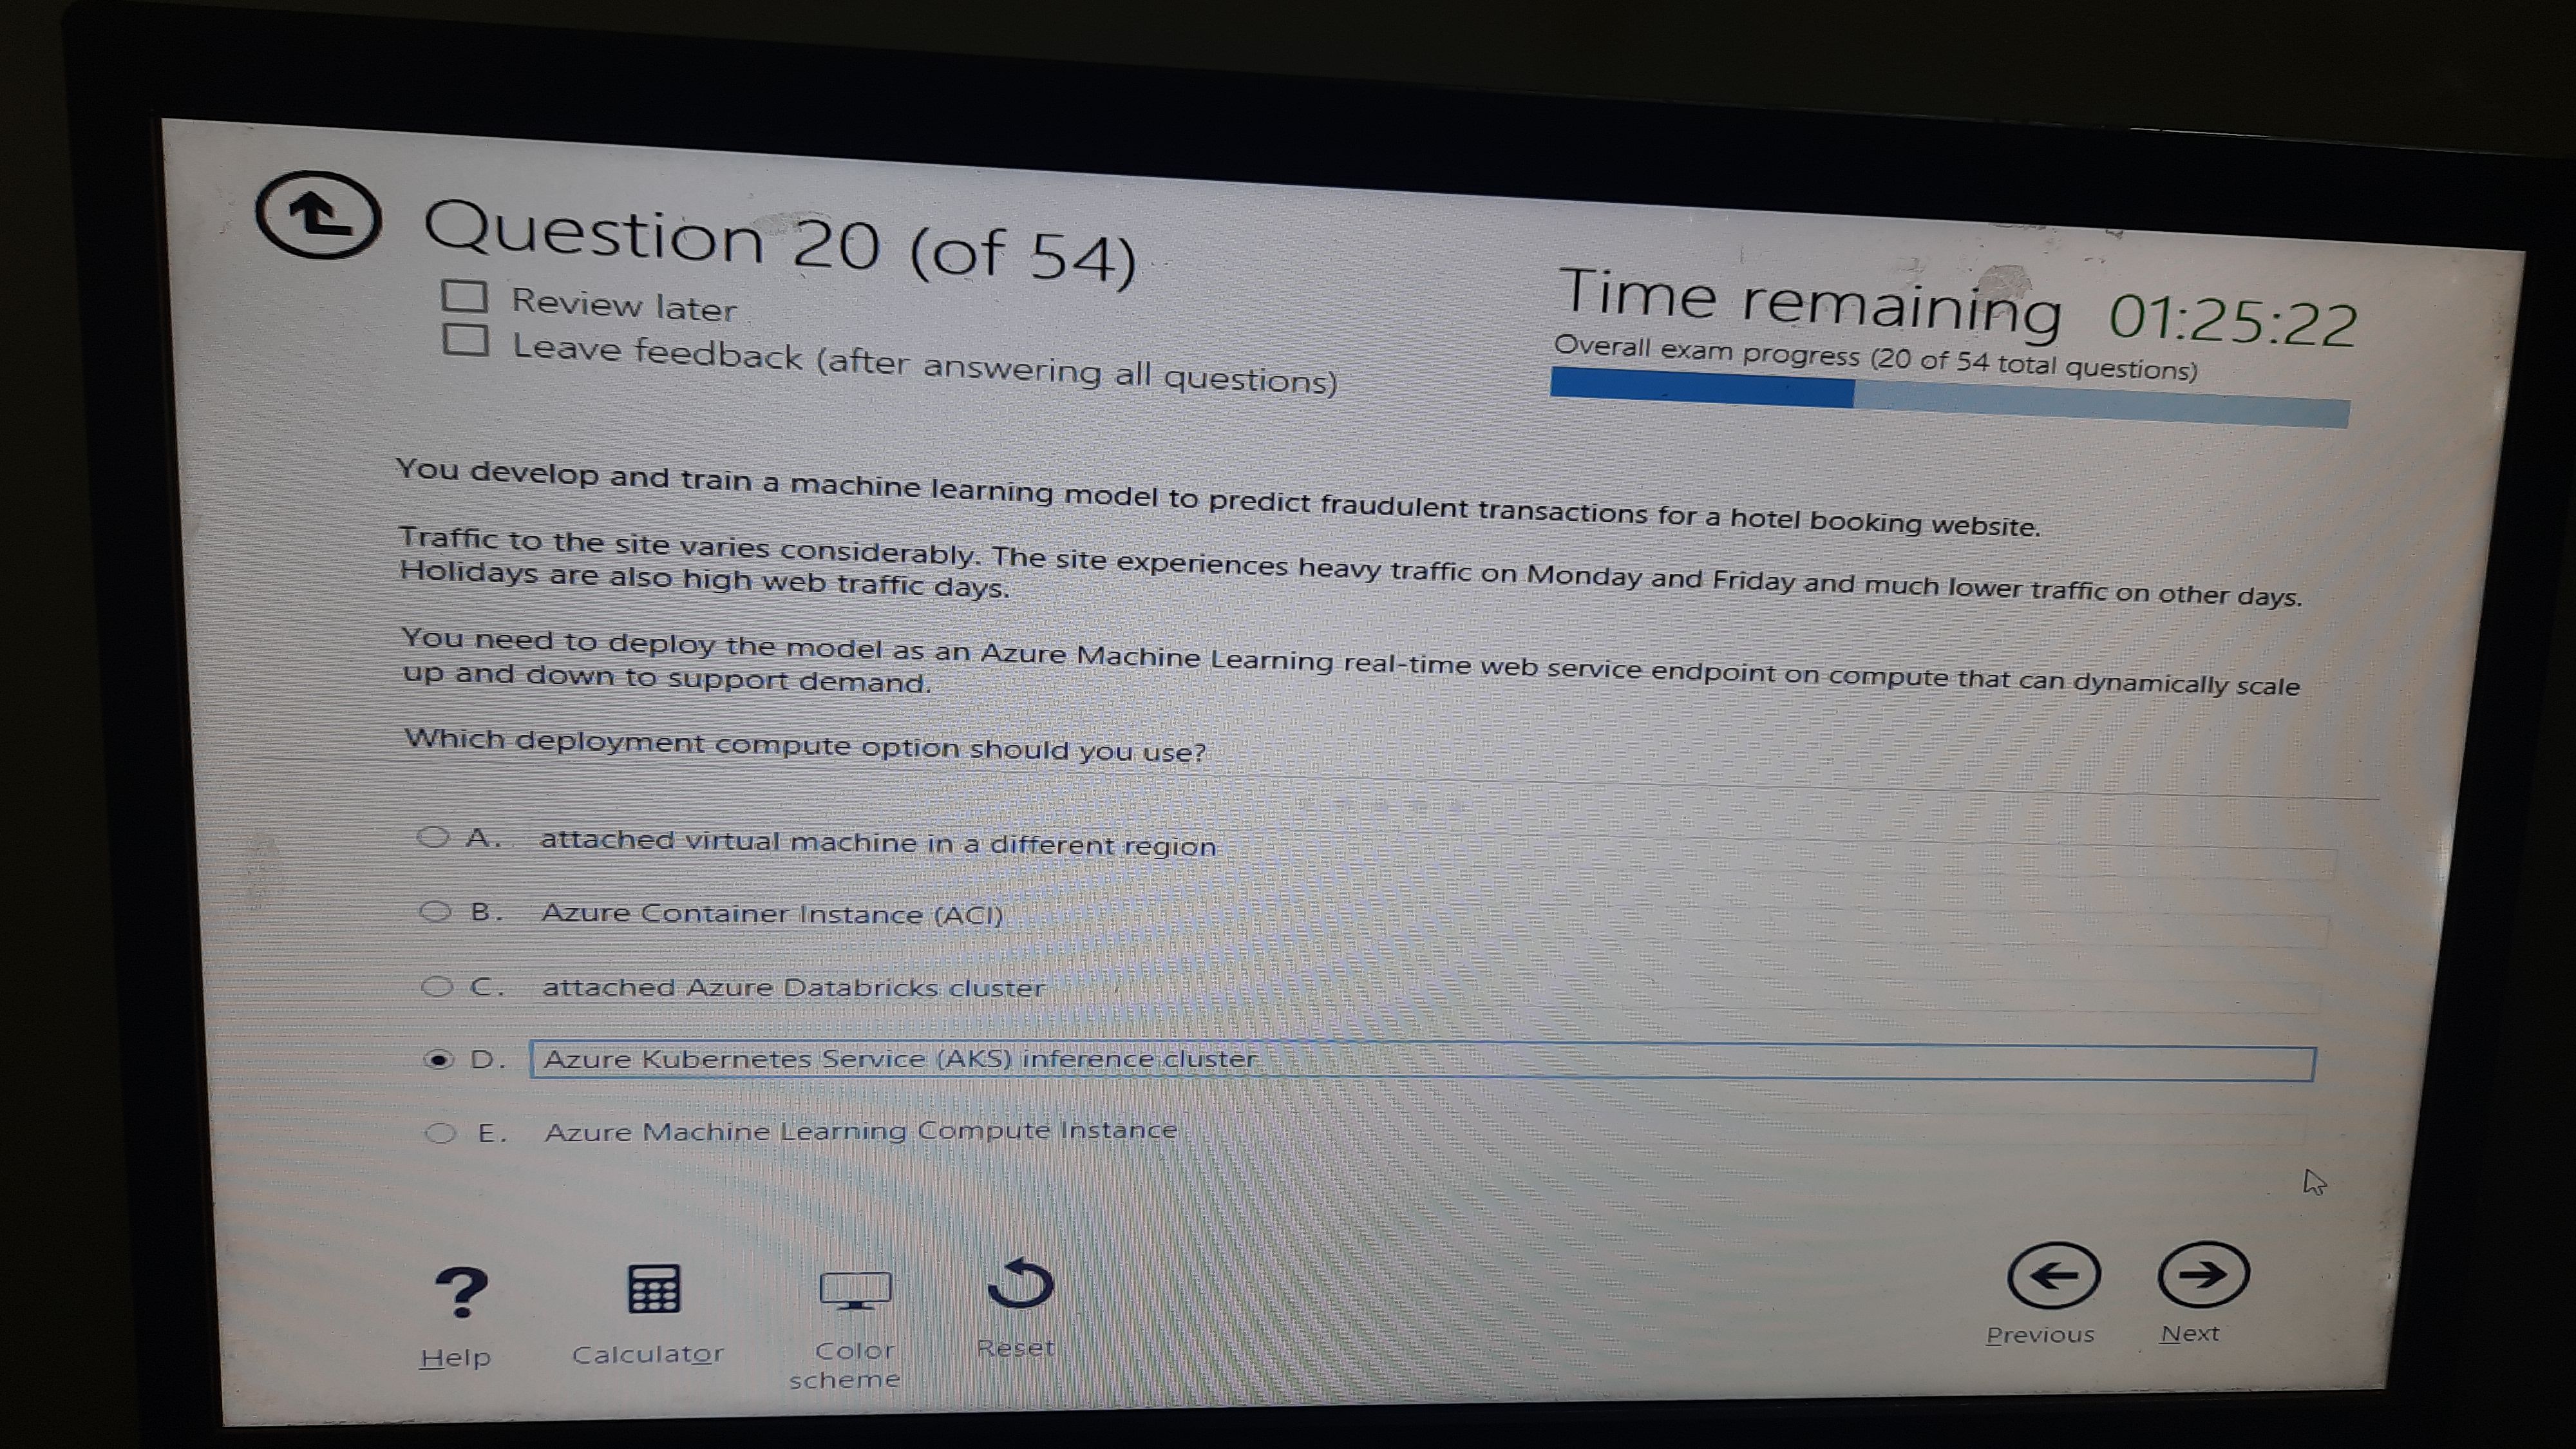 Question 20 (of 54)
Time remaining 01:25:22
Review later
Leave feedback (after answering all questions)
Overall exam progress (20 of 54 total questions)
You develop and train a machine learning model to predict fraudulent transactions for a hotel booking website.
Traffic to the site varies considerably. The site experiences heavy traffic on Monday and Friday and much lower traffic on other days.
Holidays are also high web traffic days.
You need to deploy the model as an Azure Machine Learning real-time web service endpoint on compute that can dynamically scale
up and down to support demand.
Which deployment compute option should you use?
A. attached virtual machine in a different region
B. Azure Container Instance (ACI)
C. attached Azure Databricks cluster
D. Azure Kubernetes Service (AKS) inference cluster
E. Azure Machine Learning Compute Instance
?
Help
Calculator
Color
scheme
Reset
Previous
Next